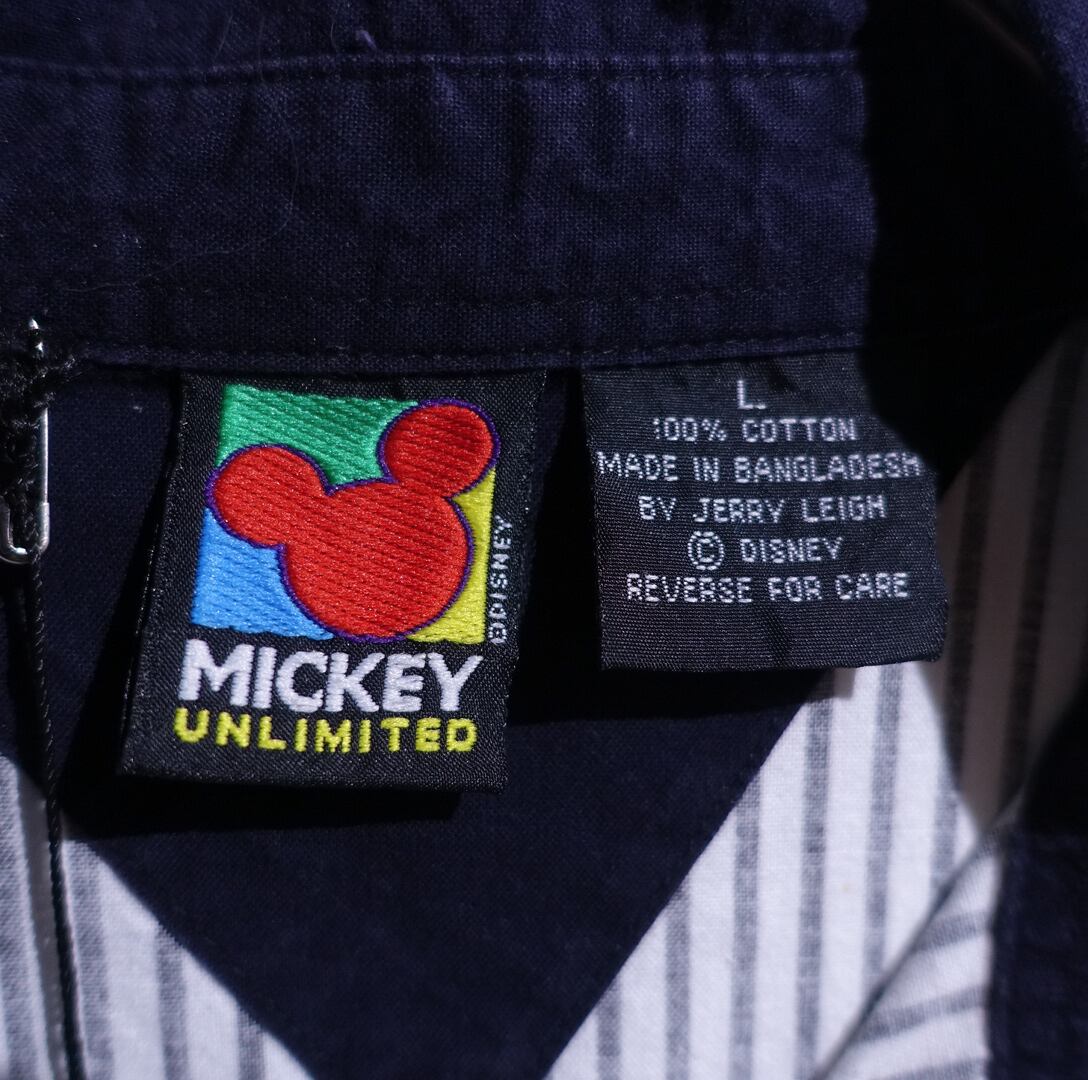 MICKEY
UNLIMITED
©DISNEY
L.
100% COTTON
MADE IN BANGLADESH
BY JERRY LEIGH
© DISNEY
REVERSE FOR CARE